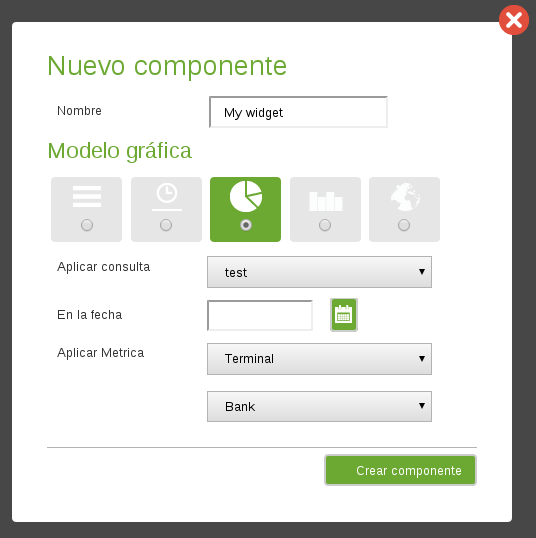 Nuevo componente
Nombre
My widget
Modelo gráfica
Aplicar consulta
test
En la fecha
Aplicar Metrica
Terminal
Bank
Crear componente